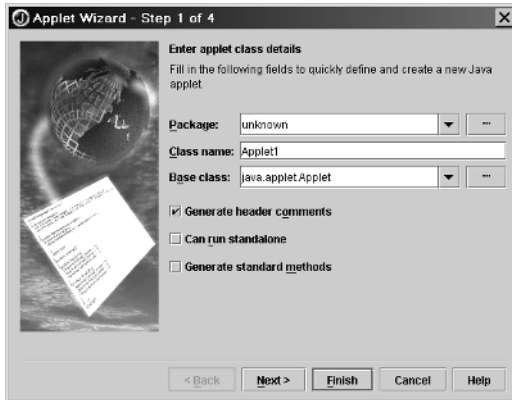 Applet Wizard - Step 1 of 4
Enter applet class details
Fill in the following fields to quickly define and create a new Java
applet.
Package: unknown ...
Class name: Applet1
Base class: java.applet.Applet ...
Generate header comments
Can run standalone
Generate standard methods
< Back Next > Finish Cancel Help